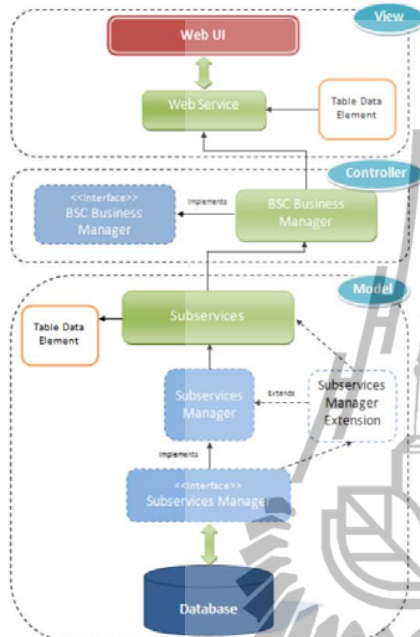 View
Web UI
Web Service
Table Data
Element
Controller
<<Interface>>
BSC Business
Manager
Implements
BSC Business
Manager
Model
Subservices
Table Data
Element
Subservices
Manager
Extends
Subservices
Manager
Extension
Implements
<<Interface>>
Subservices Manager
Database